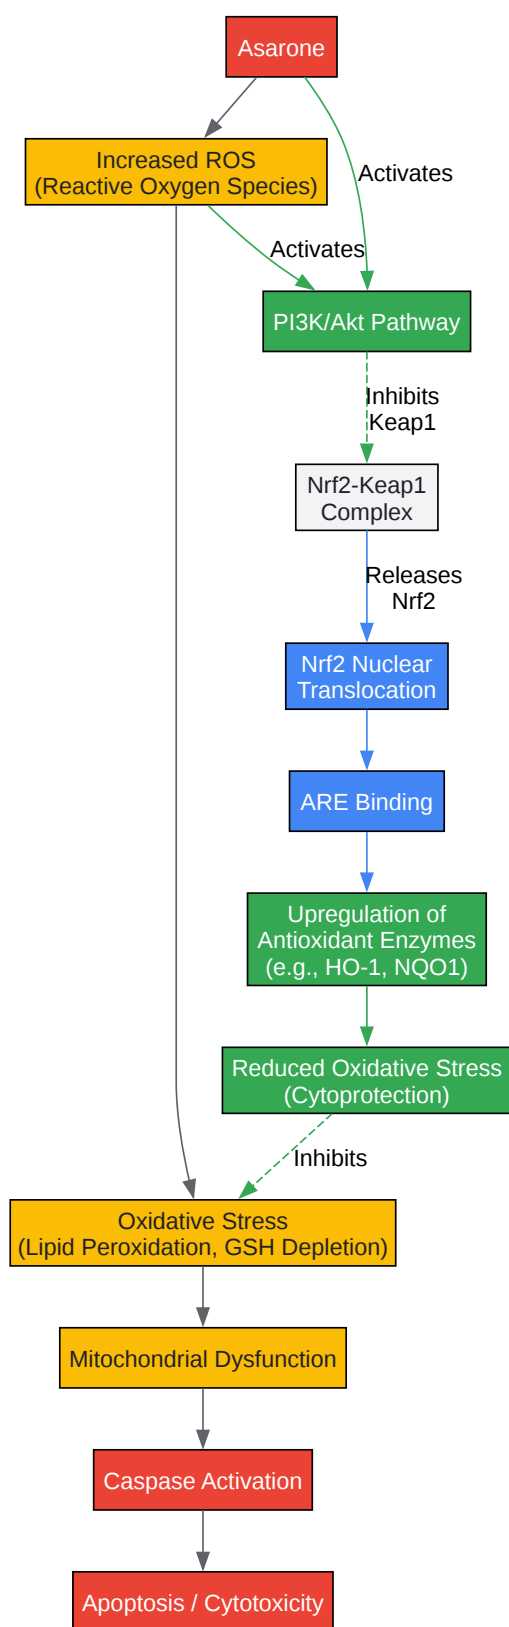 Asarone
Increased ROS
(Reactive Oxygen Species)
Activates
Activates
PI3K/Akt Pathway
Inhibits
Keap1
Nrf2-Keap1
Complex
Releases
Nrf2
Nrf2 Nuclear
Translocation
ARE Binding
Upregulation of
Antioxidant Enzymes
(e.g., HO-1, NQO1)
Reduced Oxidative Stress
(Cytoprotection)
Inhibits
Oxidative Stress
(Lipid Peroxidation, GSH Depletion)
Mitochondrial Dysfunction
Caspase Activation
Apoptosis / Cytotoxicity